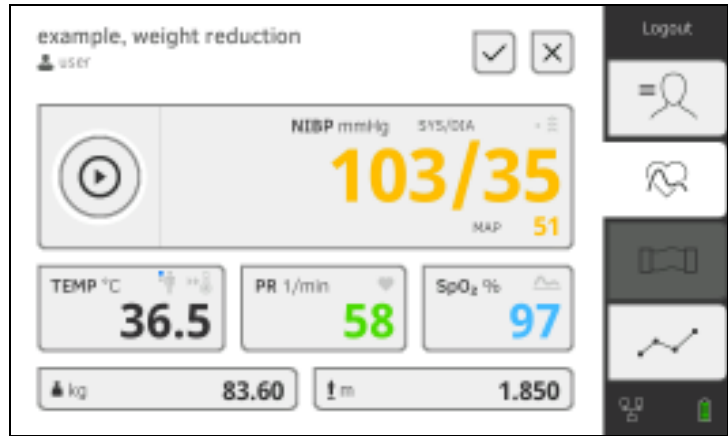 example, weight reduction
user
Logout
NIBP mmHg SYS/DIA
103/35
MAP 51
TEMP °C
36.5
PR 1/min
58
SpO₂ %
97
kg 83.60
m 1.850